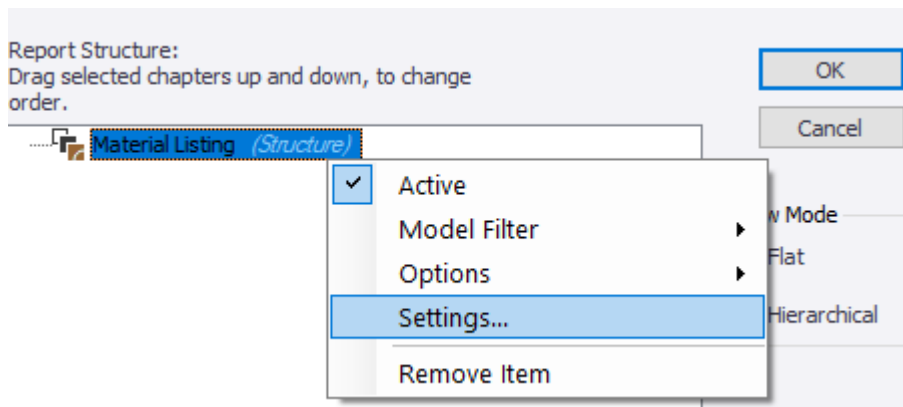 Report Structure:
Drag selected chapters up and down, to change
order.
OK
Cancel
Material Listing (Structure)
Active
Model Filter
Options
Settings...
Remove Item
w Mode
Flat
Hierarchical